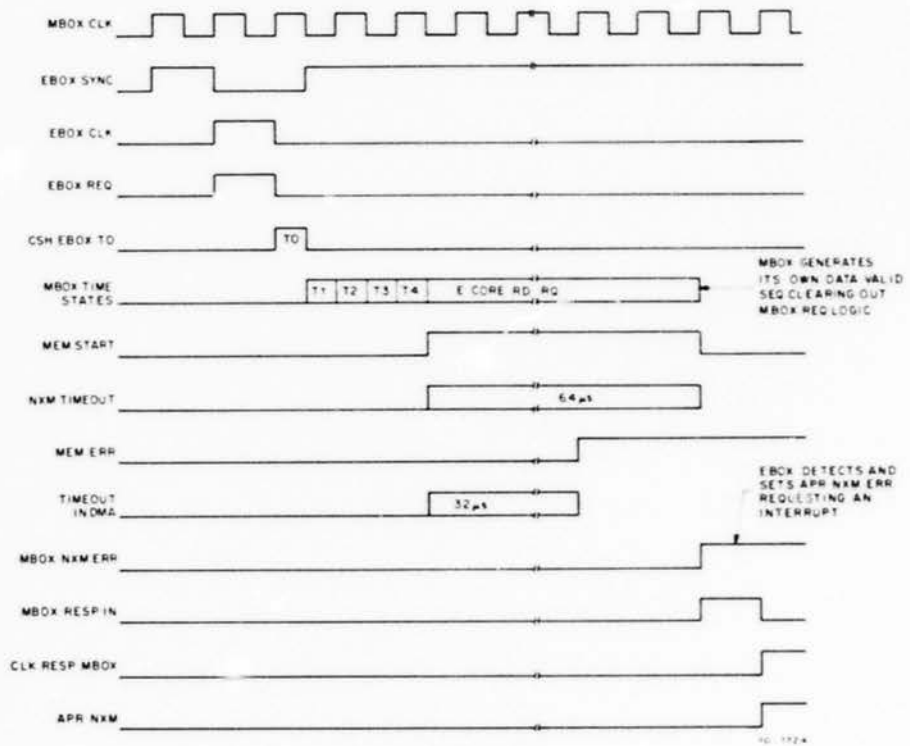 MBOX CLK
EBOX SYNC
EBOX CLK
EBOX REQ
CSH EBOX TO
TO
MBOX TIME
STATES
T1 T2 T3 T4 E CORE RD RQ
MBOX GENERATES
ITS OWN DATA VALID
SEQ CLEARING OUT
MBOX REQ LOGIC
MEM START
NXM TIMEOUT
64 µs
MEM ERR
TIMEOUT
IN DMA
32 µs
EBOX DETECTS AND
SETS APR NXM ERR
REQUESTING AN
INTERRUPT
MBOX NXM ERR
MBOX RESP IN
CLK RESP MBOX
APR NXM